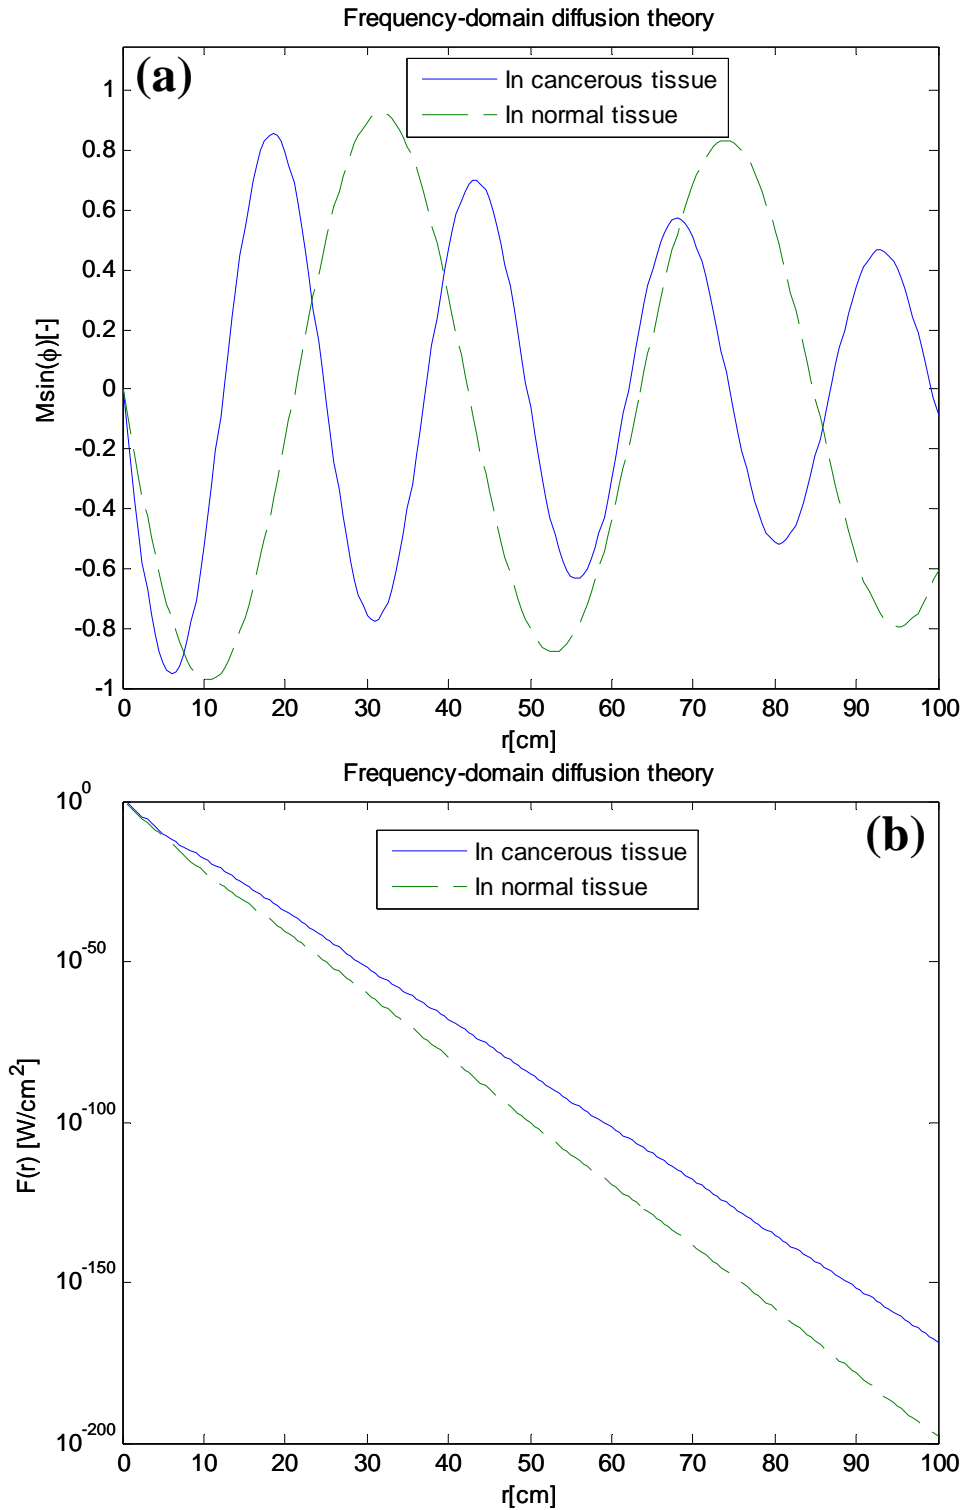 Frequency-domain diffusion theory
(a)
In cancerous tissue
In normal tissue
1
0.8
0.6
0.4
0.2
0
-0.2
-0.4
-0.6
-0.8
-1
Msin(ϕ)[-]
0 10 20 30 40 50 60 70 80 90 100
r[cm]
Frequency-domain diffusion theory
(b)
In cancerous tissue
In normal tissue
10^0
10^-50
10^-100
10^-150
10^-200
F(r) [W/cm^2]
0 10 20 30 40 50 60 70 80 90 100
r[cm]